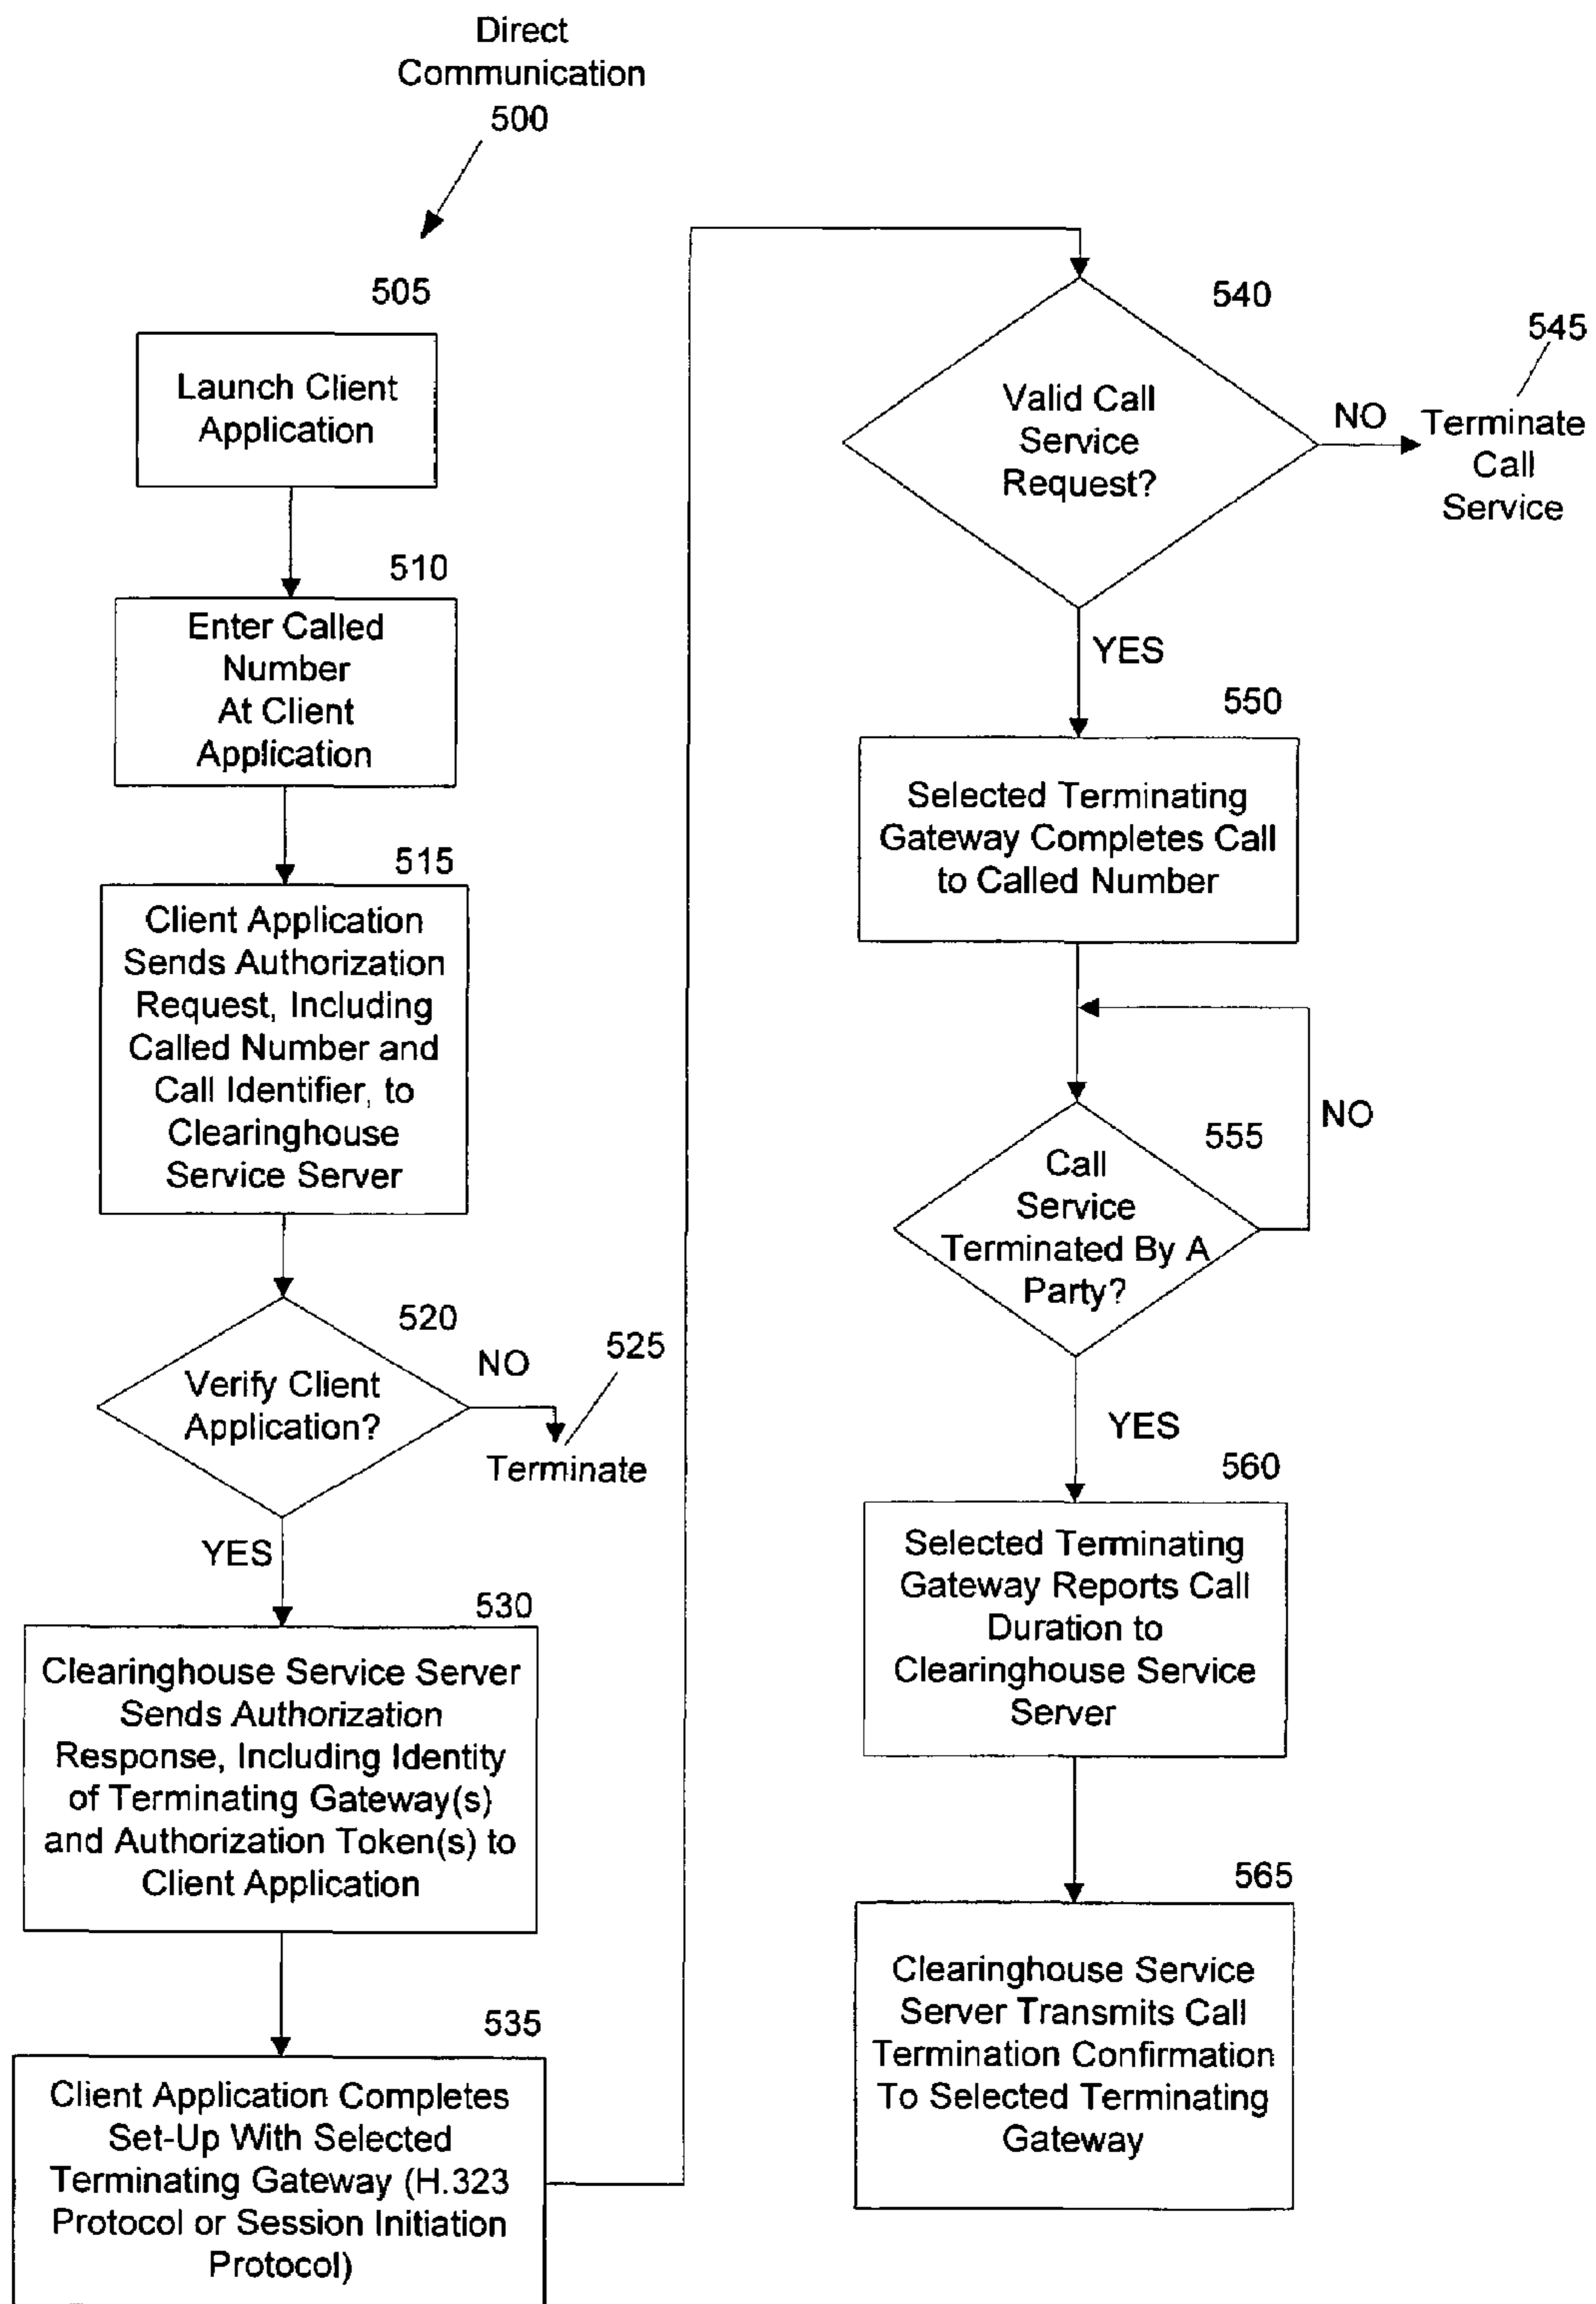 Direct
Communication
500
505
Launch Client
Application
510
Enter Called
Number
At Client
Application
515
Client Application
Sends Authorization
Request, Including
Called Number and
Call Identifier, to
Clearinghouse
Service Server
520
Verify Client
Application?
NO
525
Terminate
YES
530
Clearinghouse Service Server
Sends Authorization
Response, Including Identity
of Terminating Gateway(s)
and Authorization Token(s) to
Client Application
535
Client Application Completes
Set-Up With Selected
Terminating Gateway (H.323
Protocol or Session Initiation
Protocol)
540
Valid Call
Service
Request?
NO
545
Terminate
Call
Service
YES
550
Selected Terminating
Gateway Completes Call
to Called Number
555
Call
Service
Terminated By A
Party?
NO
YES
560
Selected Terminating
Gateway Reports Call
Duration to
Clearinghouse Service
Server
565
Clearinghouse Service
Server Transmits Call
Termination Confirmation
To Selected Terminating
Gateway